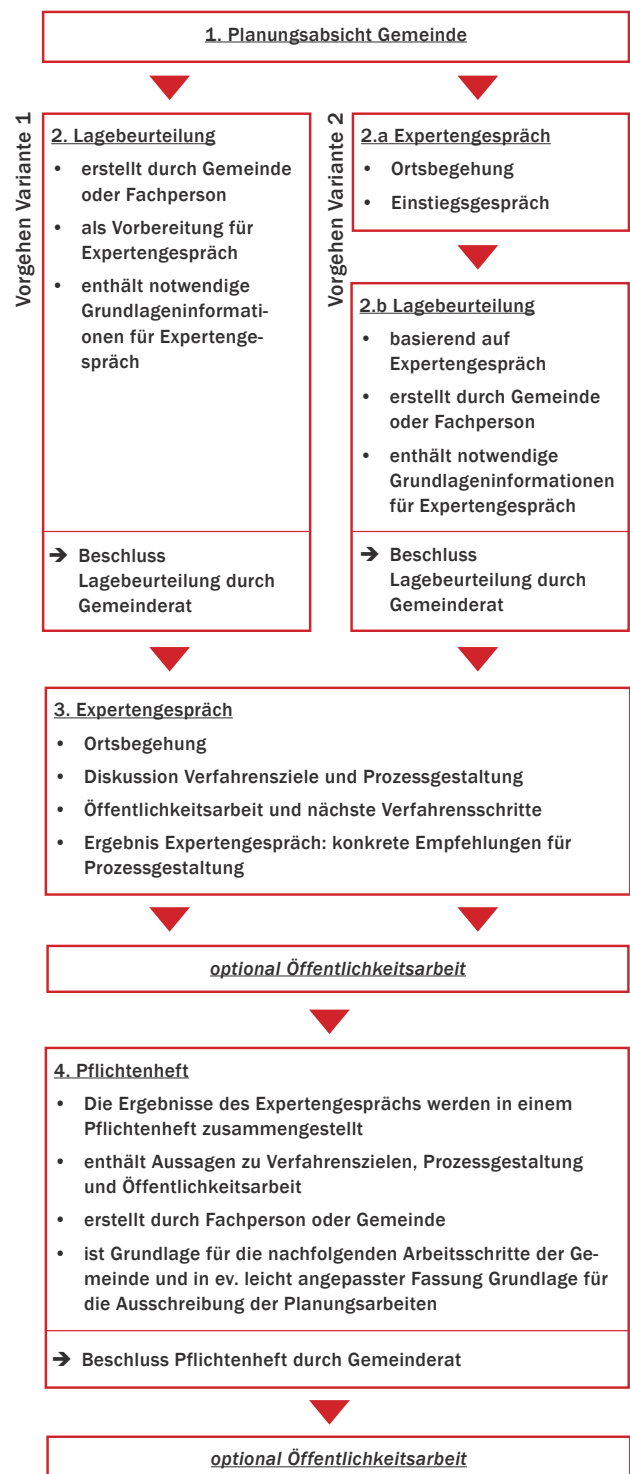 1. Planungsabsicht Gemeinde
Vorgehen Variante 1
2. Lagebeurteilung
• erstellt durch Gemeinde
oder Fachperson
• als Vorbereitung für
Expertengespräch
• enthält notwendige
Grundlageninformati-
onen für Expertenge-
spräch
➔ Beschluss
Lagebeurteilung durch
Gemeinderat
Vorgehen Variante 2
2.a Expertengespräch
• Ortsbegehung
• Einstiegsgespräch
2.b Lagebeurteilung
• basierend auf
Expertengespräch
• erstellt durch Gemeinde
oder Fachperson
• enthält notwendige
Grundlageninformationen
für Expertengespräch
➔ Beschluss
Lagebeurteilung durch
Gemeinderat
3. Expertengespräch
• Ortsbegehung
• Diskussion Verfahrensziele und Prozessgestaltung
• Öffentlichkeitsarbeit und nächste Verfahrensschritte
• Ergebnis Expertengespräch: konkrete Empfehlungen für
Prozessgestaltung
optional Öffentlichkeitsarbeit
4. Pflichtenheft
• Die Ergebnisse des Expertengesprächs werden in einem
Pflichtenheft zusammengestellt
• enthält Aussagen zu Verfahrenszielen, Prozessgestaltung
und Öffentlichkeitsarbeit
• erstellt durch Fachperson oder Gemeinde
• ist Grundlage für die nachfolgenden Arbeitsschritte der Ge-
meinde und in ev. leicht angepasster Fassung Grundlage für
die Ausschreibung der Planungsarbeiten
➔ Beschluss Pflichtenheft durch Gemeinderat
optional Öffentlichkeitsarbeit